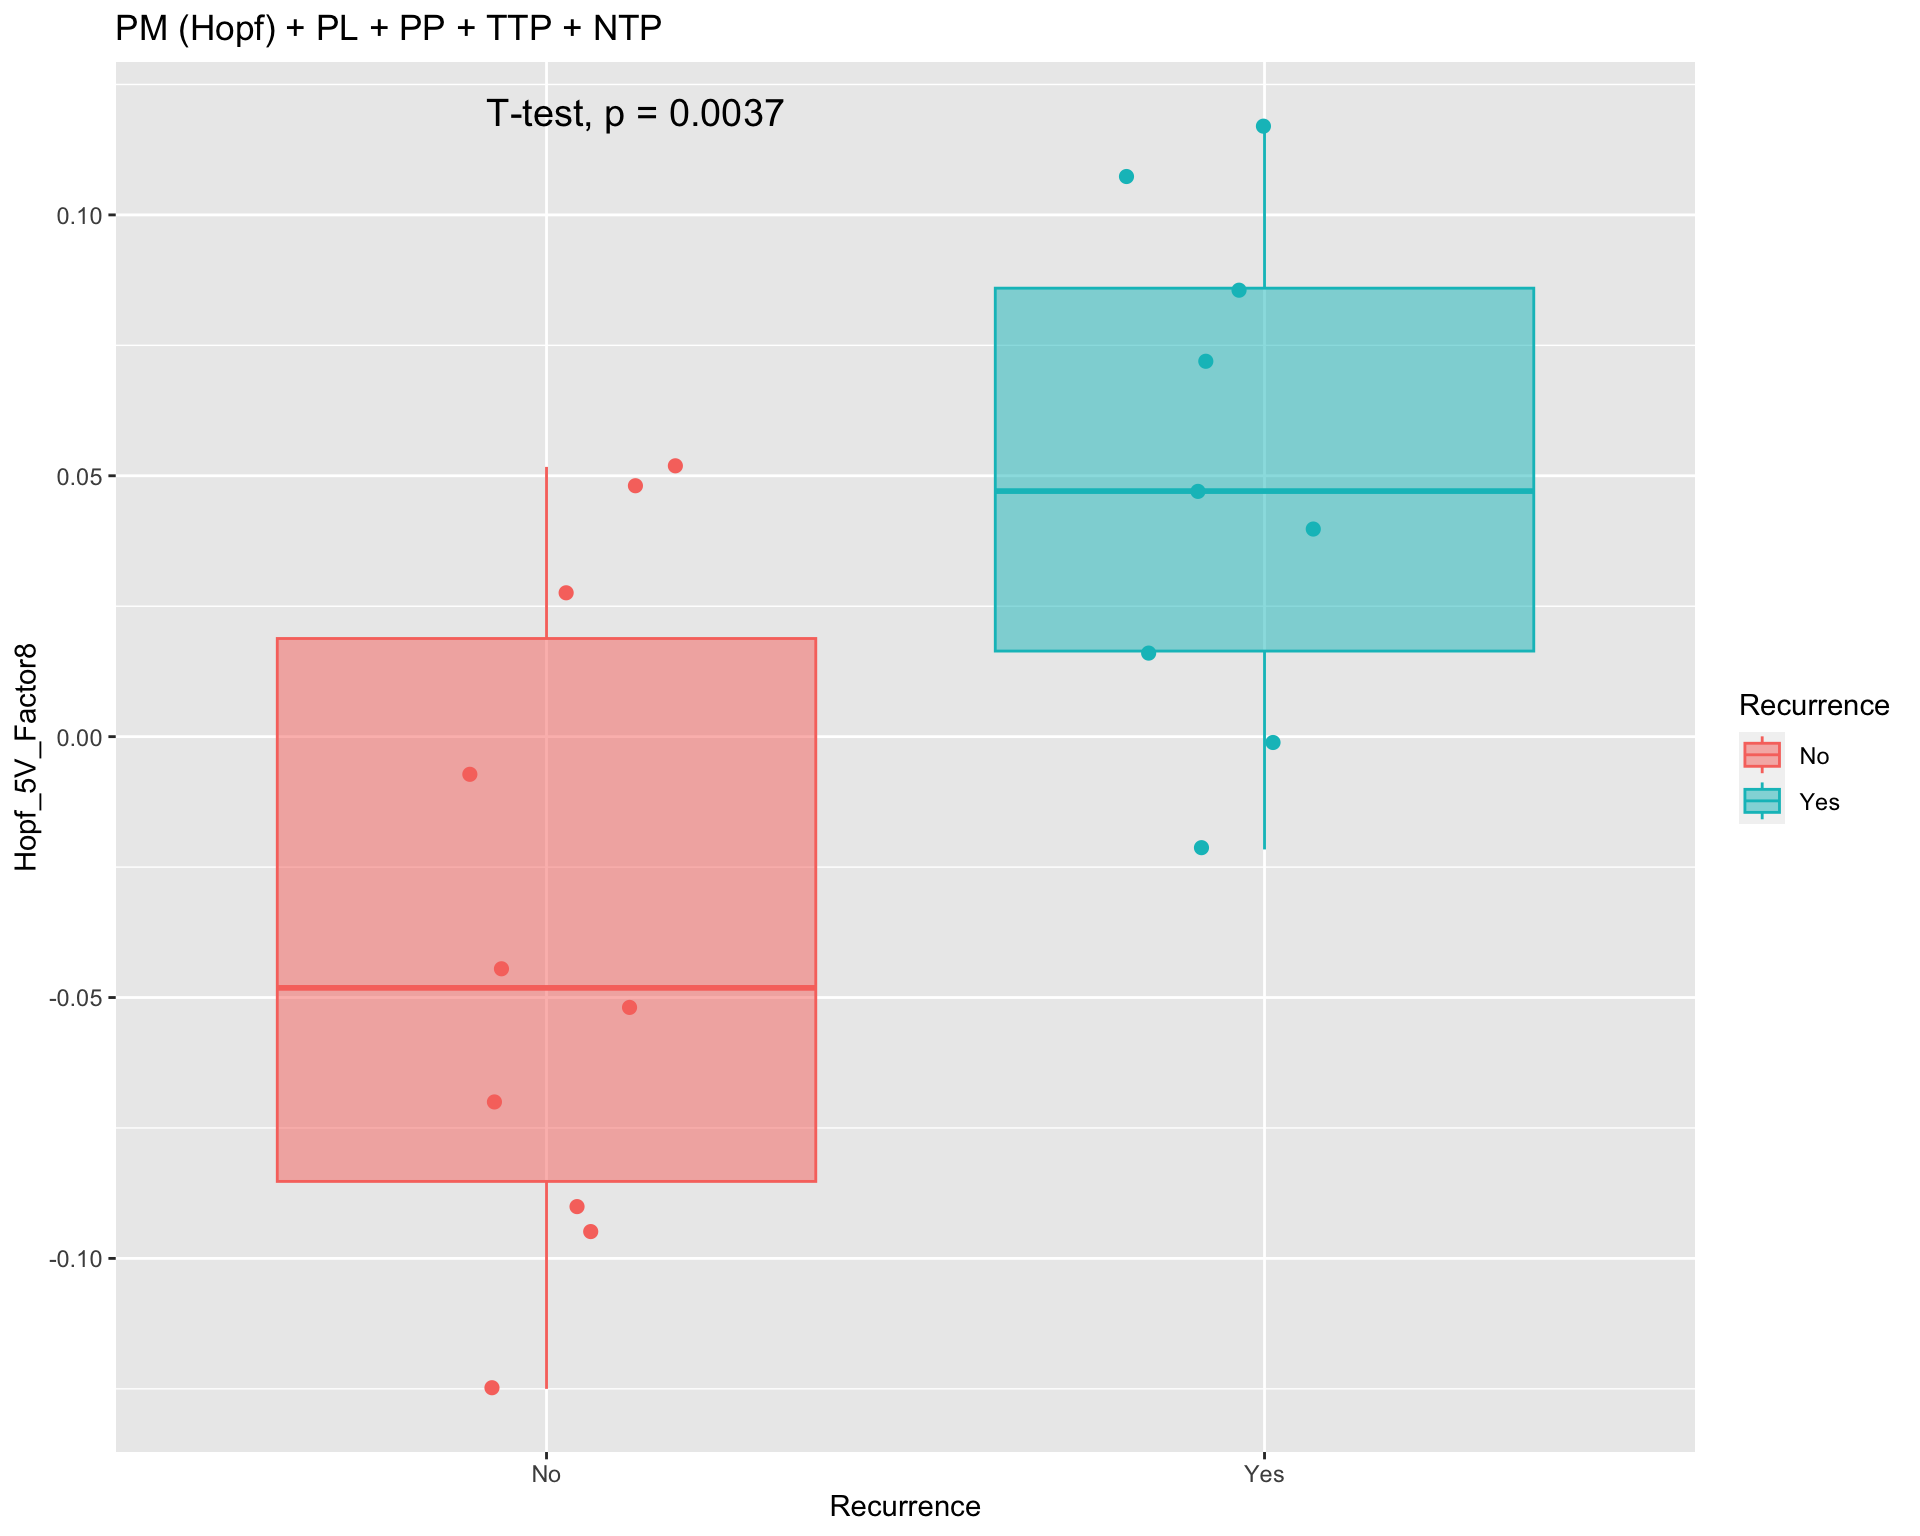 PM (Hopf) + PL + PP + TTP + NTP
T-test, p = 0.0037
0.10
0.05
0.00
-0.05
-0.10
Hopf_5V_Factor8
No
Yes
Recurrence
Recurrence
No
Yes